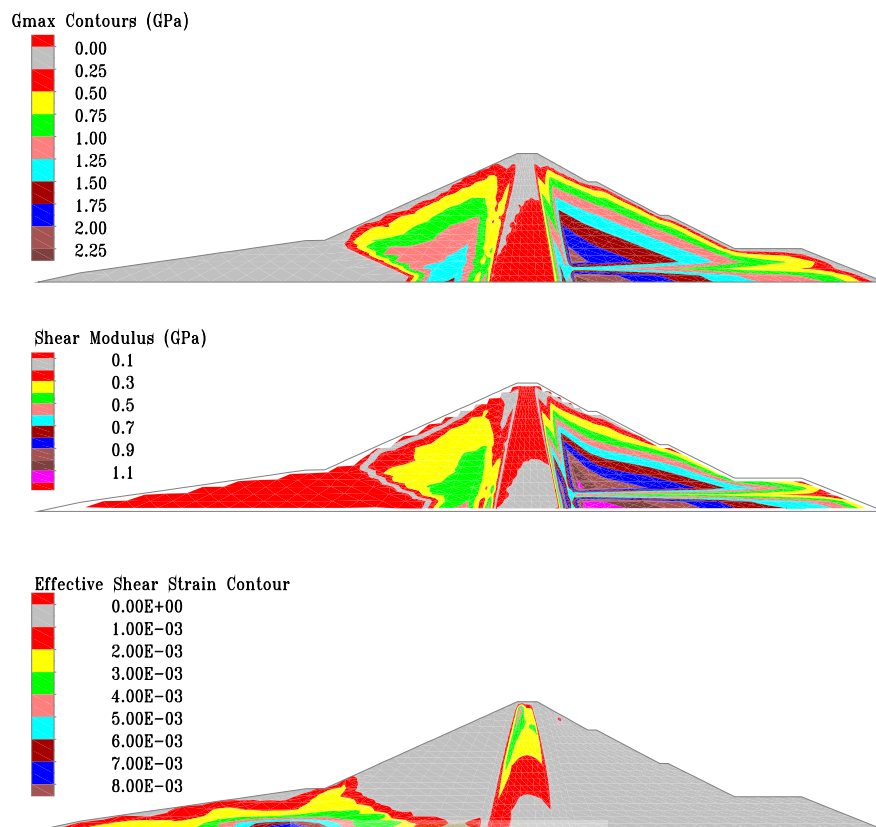 Gmax Contours (GPa)
0.00
0.25
0.50
0.75
1.00
1.25
1.50
1.75
2.00
2.25
Shear Modulus (GPa)
0.1
0.3
0.5
0.7
0.9
1.1
Effective Shear Strain Contour
0.00E+00
1.00E-03
2.00E-03
3.00E-03
4.00E-03
5.00E-03
6.00E-03
7.00E-03
8.00E-03